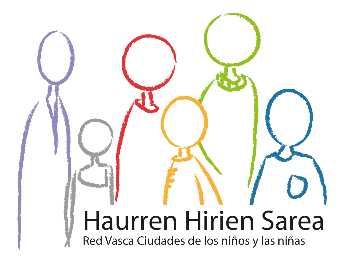 Haurren Hirien Sarea
Red Vasca Ciudades de los niños y las niñas